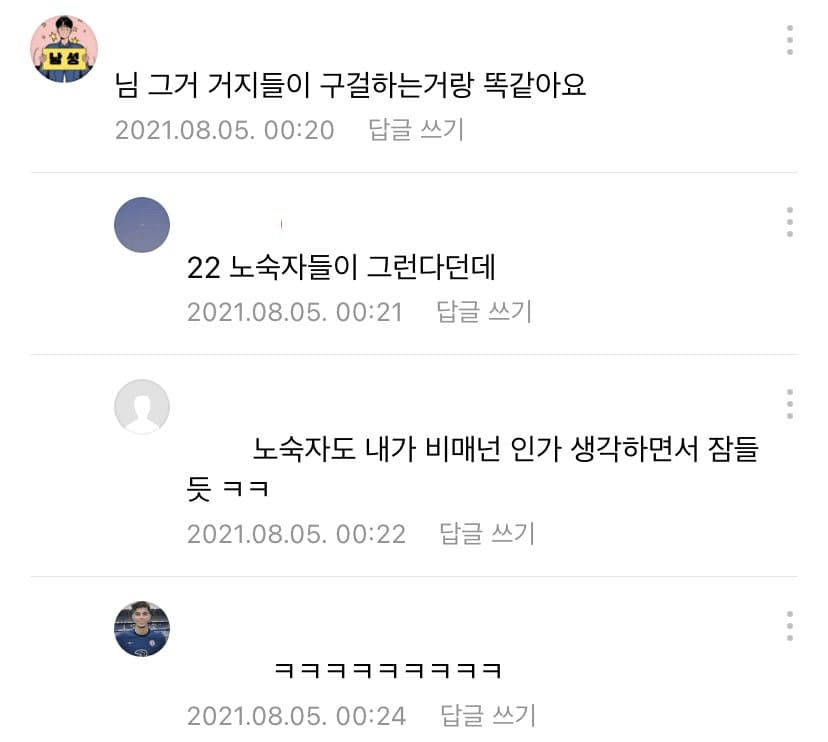 남성
님 그거 거지들이 구걸하는거랑 똑같아요
2021.08.05. 00:20 답글 쓰기
22 노숙자들이 그런다던데
2021.08.05. 00:21 답글 쓰기
노숙자도 내가 비매넌 인가 생각하면서 잠들
듯 ㅋㅋ
2021.08.05. 00:22 답글 쓰기
ㅋㅋㅋㅋㅋㅋㅋㅋㅋ
2021.08.05. 00:24 답글 쓰기